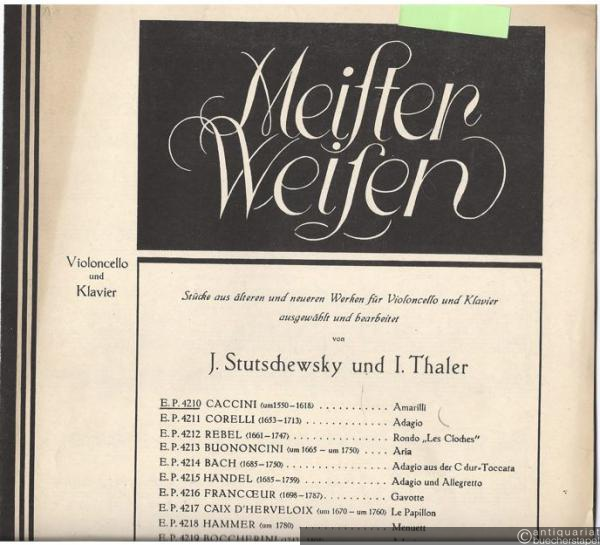 Meiſter
Weiſen
Violoncello
und
Klavier
Stücke aus älteren und neueren Werken für Violoncello und Klavier
ausgewählt und bearbeitet
von
J. Stutschewsky und I. Thaler
E. P. 4210 CACCINI (um 1550–1618) .......... Amarilli
E. P. 4211 CORELLI (1653–1713) ............ Adagio
E. P. 4212 REBEL (1661–1747) ............. Rondo „Les Cloches"
E. P. 4213 BUONONCINI (um 1665 – um 1750) .... Aria
E. P. 4214 BACH (1685–1750) ............. Adagio aus der C dur-Toccata
E. P. 4215 HANDEL (1685–1759) ............ Adagio und Allegretto
E. P. 4216 FRANCŒUR (1698–1787) .......... Gavotte
E. P. 4217 CAIX D'HERVELOIX (um 1670 – um 1760) Le Papillon
E. P. 4218 HAMMER (um 1780) ............ Menuett
E. P. 4219 BOCCHERINI
antiquariat
buecherstapel